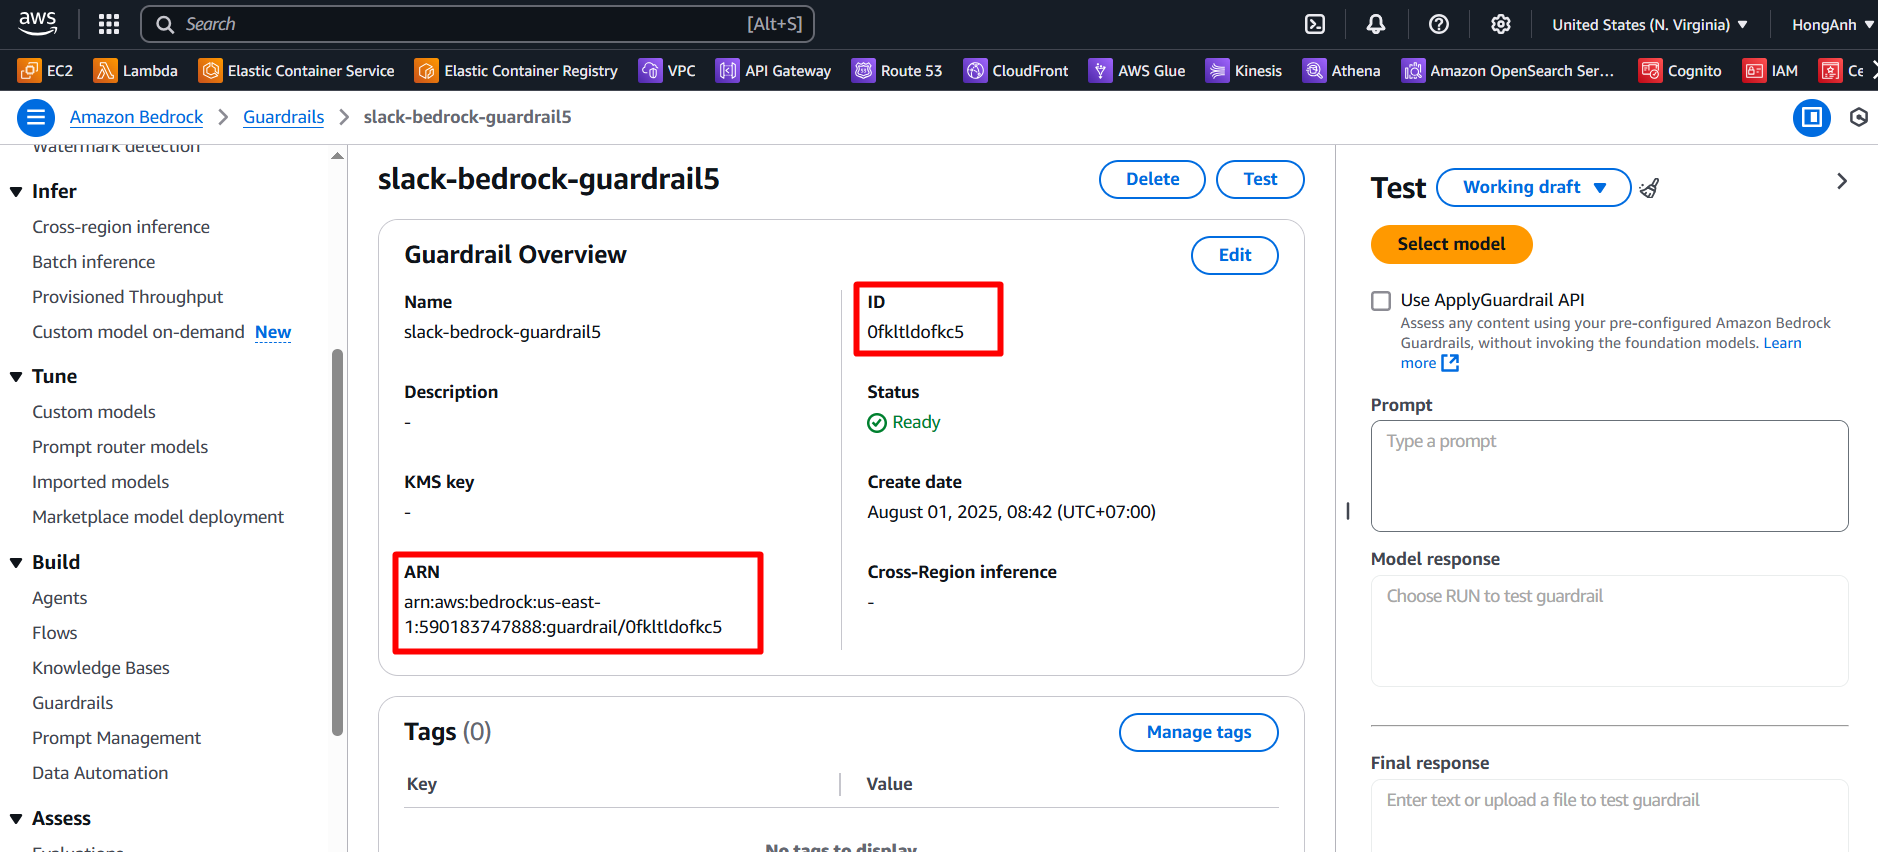 aws
Search
[Alt+S]
United States (N. Virginia)
HongAnh
EC2
Lambda
Elastic Container Service
Elastic Container Registry
VPC
API Gateway
Route 53
CloudFront
AWS Glue
Kinesis
Athena
Amazon OpenSearch Ser...
Cognito
IAM
Ce
Amazon Bedrock
Guardrails
slack-bedrock-guardrail5
Watermark detection
Infer
Cross-region inference
Batch inference
Provisioned Throughput
Custom model on-demand New
Tune
Custom models
Prompt router models
Imported models
Marketplace model deployment
Build
Agents
Flows
Knowledge Bases
Guardrails
Prompt Management
Data Automation
Assess
Evaluations
slack-bedrock-guardrail5
Delete
Test
Guardrail Overview
Edit
Name
slack-bedrock-guardrail5
ID
0fkltldofkc5
Description
-
Status
Ready
KMS key
-
Create date
August 01, 2025, 08:42 (UTC+07:00)
ARN
arn:aws:bedrock:us-east-
1:590183747888:guardrail/0fkltldofkc5
Cross-Region inference
-
Tags (0)
Manage tags
Key
Value
No tags to display
Test
Working draft
Select model
Use ApplyGuardrail API
Assess any content using your pre-configured Amazon Bedrock
Guardrails, without invoking the foundation models. Learn
more
Prompt
Type a prompt
Model response
Choose RUN to test guardrail
Final response
Enter text or upload a file to test guardrail